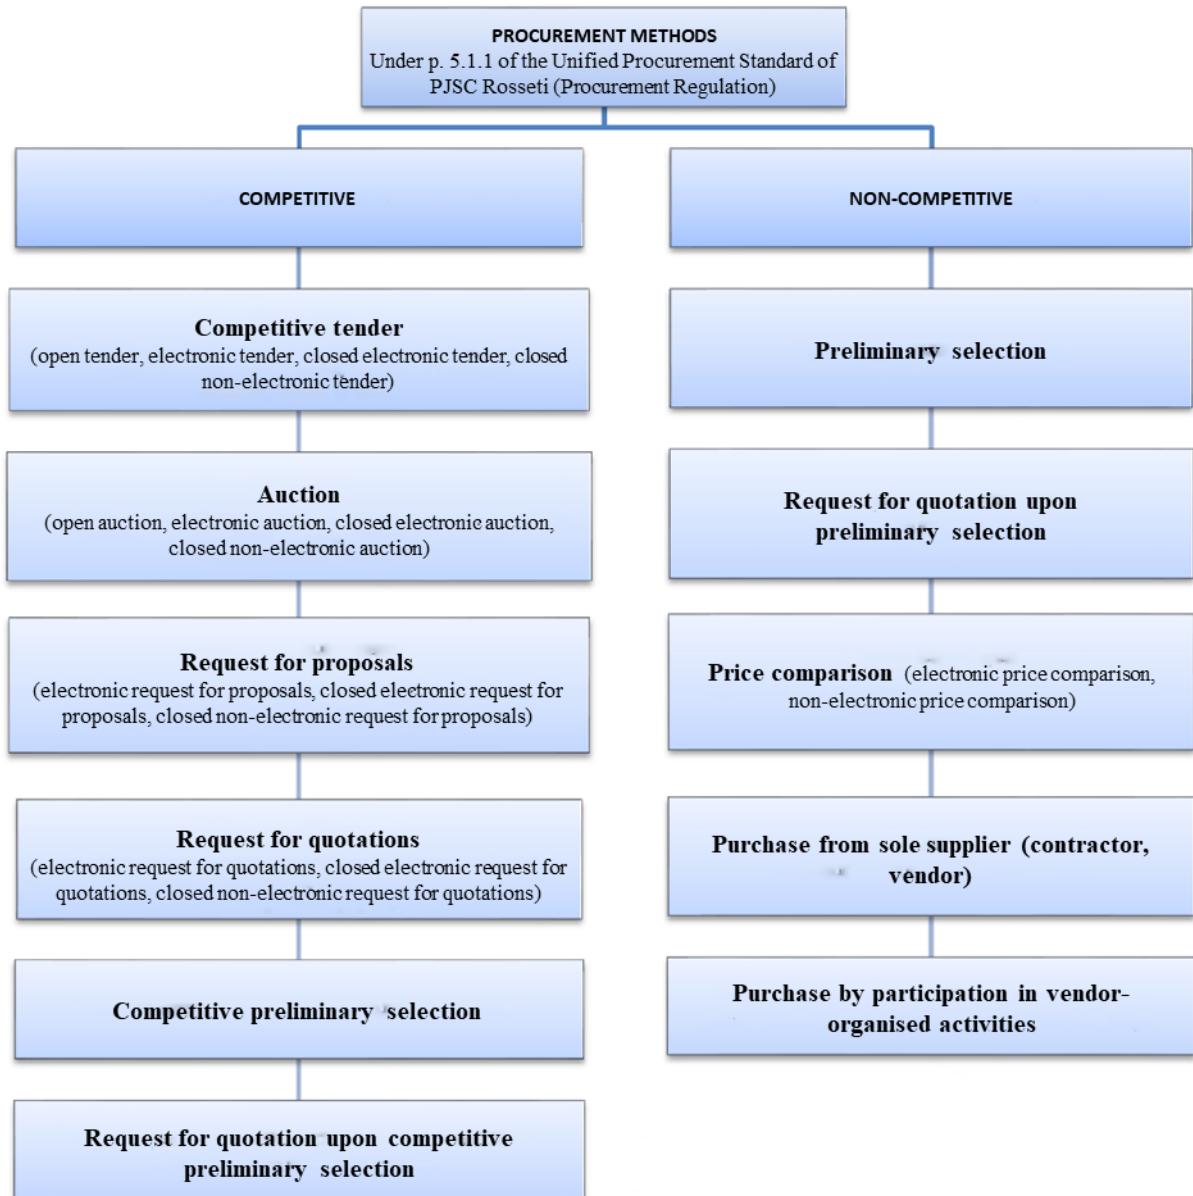 PROCUREMENT METHODS
Under p. 5.1.1 of the Unified Procurement Standard of
PJSC Rosseti (Procurement Regulation)
COMPETITIVE
Competitive tender
(open tender, electronic tender, closed electronic tender, closed
non-electronic tender)
Auction
(open auction, electronic auction, closed electronic auction,
closed non-electronic auction)
Request for proposals
(electronic request for proposals, closed electronic request for
proposals, closed non-electronic request for proposals)
Request for quotations
(electronic request for quotations, closed electronic request for
quotations, closed non-electronic request for quotations)
Competitive preliminary selection
Request for quotation upon competitive
preliminary selection
NON-COMPETITIVE
Preliminary selection
Request for quotation upon
preliminary selection
Price comparison (electronic price comparison,
non-electronic price comparison)
Purchase from sole supplier (contractor,
vendor)
Purchase by participation in vendor-
organised activities